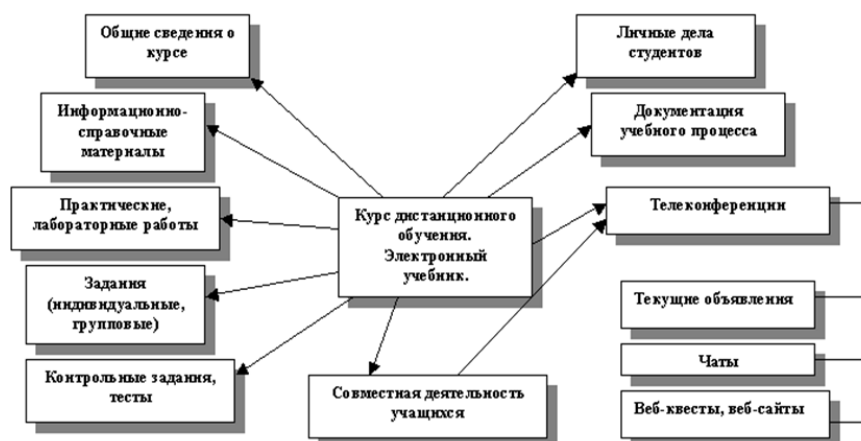 Общие сведения о
курсе
Информационно-
справочные
материалы
Практические,
лабораторные работы
Задания
(индивидуальные,
групповые)
Контрольные задания,
тесты
Курс дистанционного
обучения.
Электронный
учебник.
Совместная деятельность
учащихся
Личные дела
студентов
Документация
учебного процесса
Телеконференции
Текущие объявления
Чаты
Веб-квесты, веб-сайты